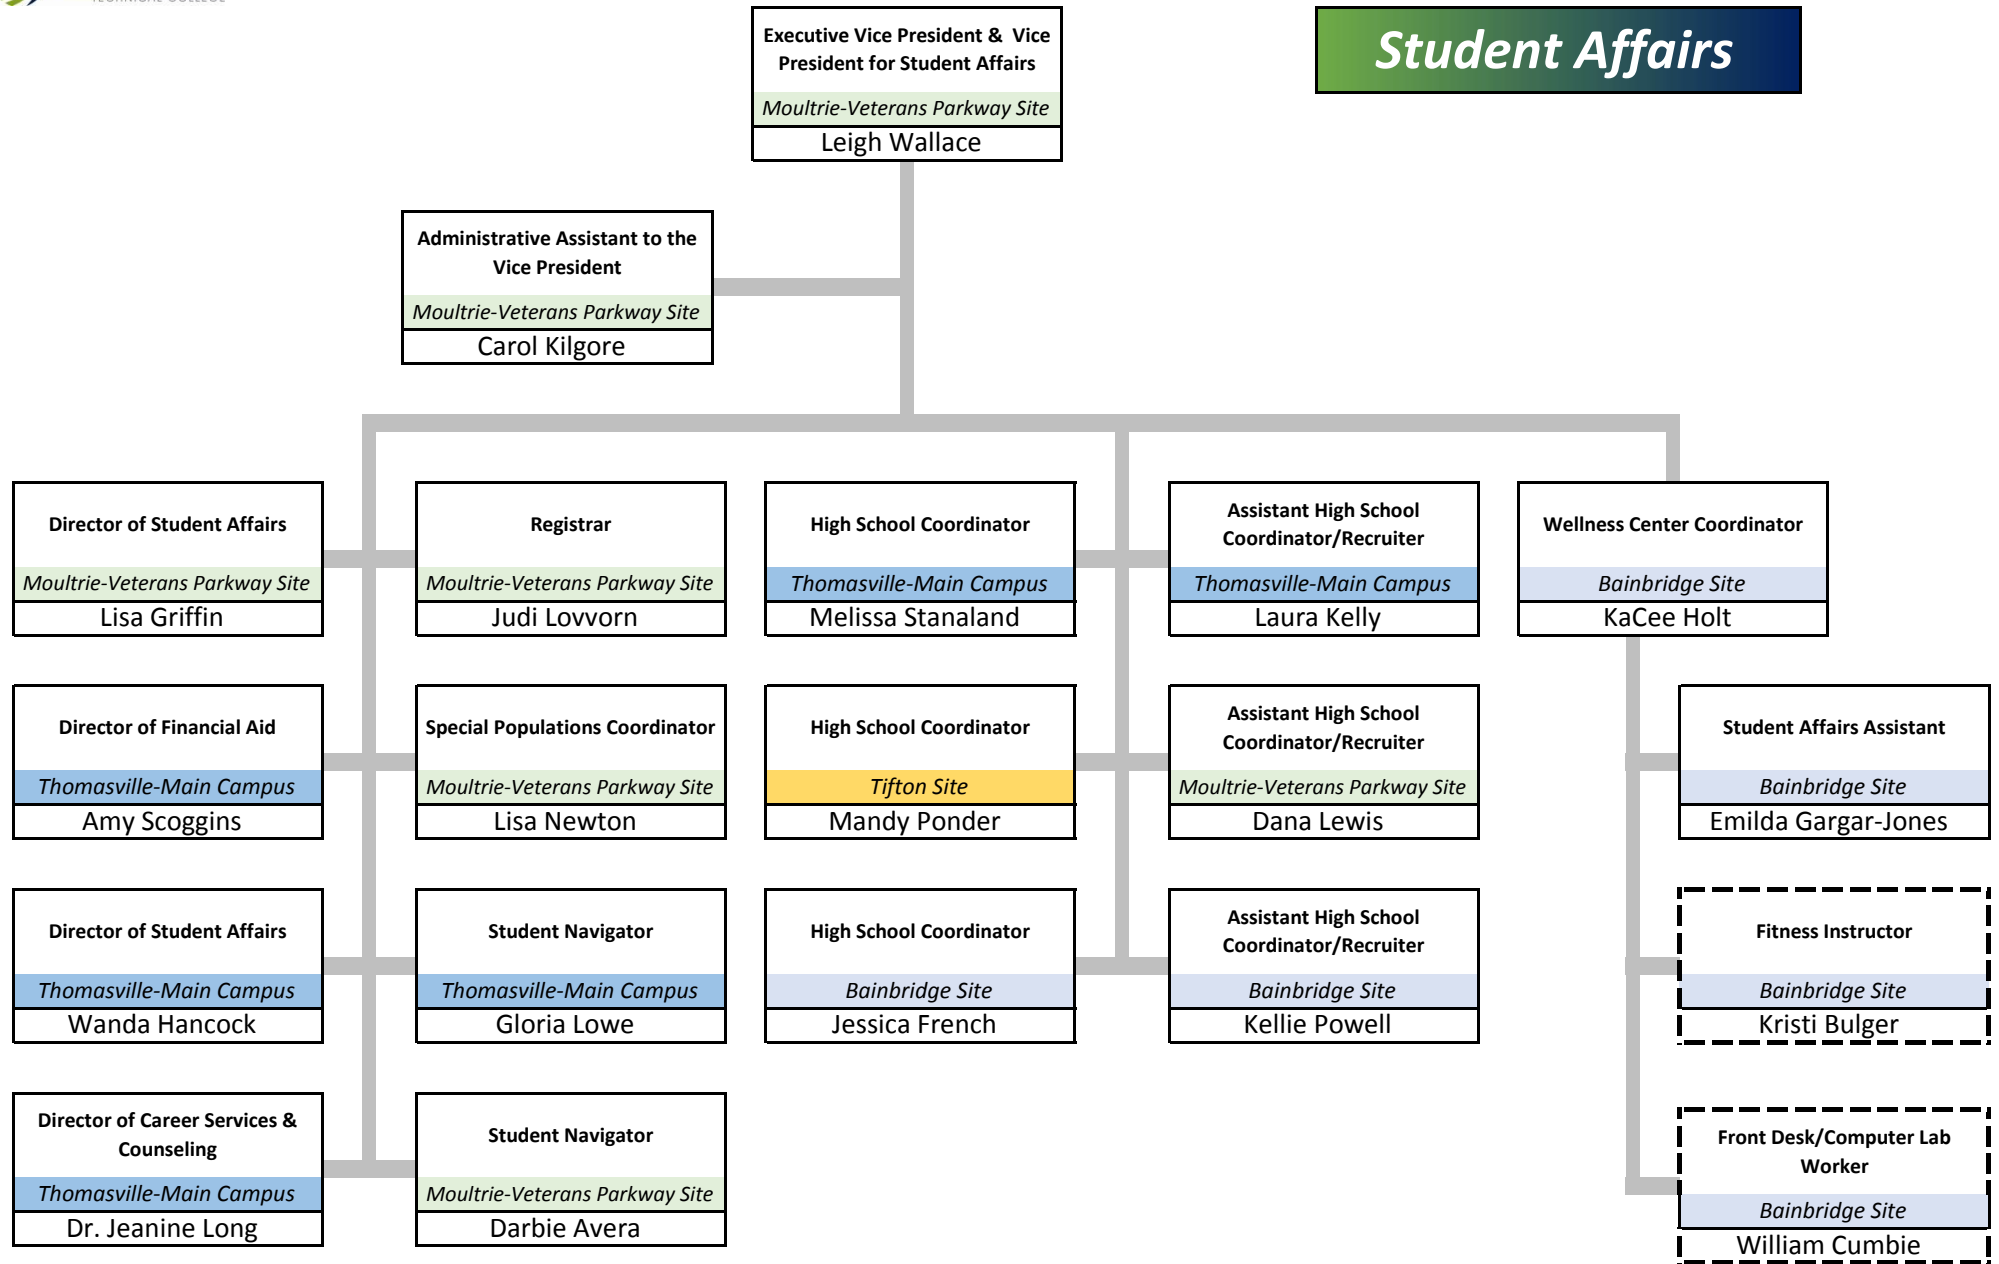 TECHNICAL COLLEGE
Executive Vice President & Vice
President for Student Affairs
Moultrie-Veterans Parkway Site
Leigh Wallace
Student Affairs
Administrative Assistant to the
Vice President
Moultrie-Veterans Parkway Site
Carol Kilgore
Director of Student Affairs
Moultrie-Veterans Parkway Site
Lisa Griffin
Registrar
Moultrie-Veterans Parkway Site
Judi Lovvorn
High School Coordinator
Thomasville-Main Campus
Melissa Stanaland
Assistant High School
Coordinator/Recruiter
Thomasville-Main Campus
Laura Kelly
Wellness Center Coordinator
Bainbridge Site
KaCee Holt
Director of Financial Aid
Thomasville-Main Campus
Amy Scoggins
Special Populations Coordinator
Moultrie-Veterans Parkway Site
Lisa Newton
High School Coordinator
Tifton Site
Mandy Ponder
Assistant High School
Coordinator/Recruiter
Moultrie-Veterans Parkway Site
Dana Lewis
Student Affairs Assistant
Bainbridge Site
Emilda Gargar-Jones
Director of Student Affairs
Thomasville-Main Campus
Wanda Hancock
Student Navigator
Thomasville-Main Campus
Gloria Lowe
High School Coordinator
Bainbridge Site
Jessica French
Assistant High School
Coordinator/Recruiter
Bainbridge Site
Kellie Powell
Fitness Instructor
Bainbridge Site
Kristi Bulger
Director of Career Services &
Counseling
Thomasville-Main Campus
Dr. Jeanine Long
Student Navigator
Moultrie-Veterans Parkway Site
Darbie Avera
Front Desk/Computer Lab
Worker
Bainbridge Site
William Cumbie